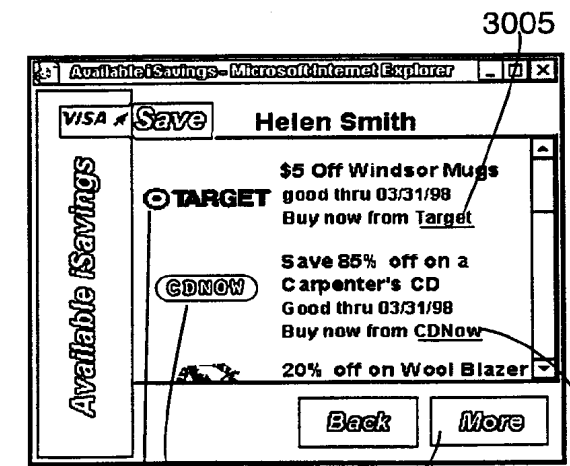 3005
Available iSavings - Microsoft Internet Explorer
VISA Save
Helen Smith
Available iSavings
$5 Off Windsor Mugs
TARGET
good thru 03/31/98
Buy now from Target
Save 85% off on a
Carpenter's CD
CDNOW
Good thru 03/31/98
Buy now from CDNow
20% off on Wool Blazer
Back
More